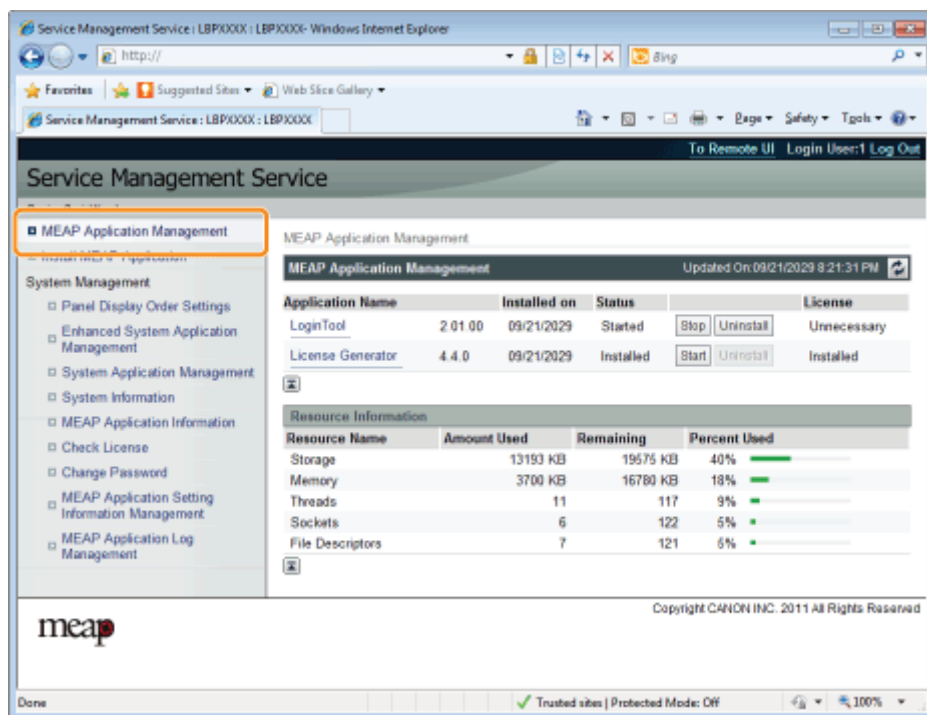 Service Management Service : LBPXXXX : LBPXXXX- Windows Internet Explorer
http://
Bing
Favorites Suggested Sites Web Slice Gallery
Service Management Service : LBPXXXX : LBPXXXX
Page Safety Tools
To Remote UI Login User:1 Log Out
Service Management Service
MEAP Application Management
Install MEAP Application
System Management
Panel Display Order Settings
Enhanced System Application
Management
System Application Management
System Information
MEAP Application Information
Check License
Change Password
MEAP Application Setting
Information Management
MEAP Application Log
Management
MEAP Application Management
MEAP Application Management Updated On:09/21/2029 8:21:31 PM
Application Name Installed on Status License
LoginTool 2.01.00 09/21/2029 Started Stop Uninstall Unnecessary
License Generator 4.4.0 09/21/2029 Installed Start Uninstall Installed
Resource Information
Resource Name Amount Used Remaining Percent Used
Storage 13193 KB 19575 KB 40%
Memory 3700 KB 16780 KB 18%
Threads 11 117 9%
Sockets 6 122 5%
File Descriptors 7 121 6%
Copyright CANON INC. 2011 All Rights Reserved
meap
Done Trusted sites | Protected Mode: Off 100%